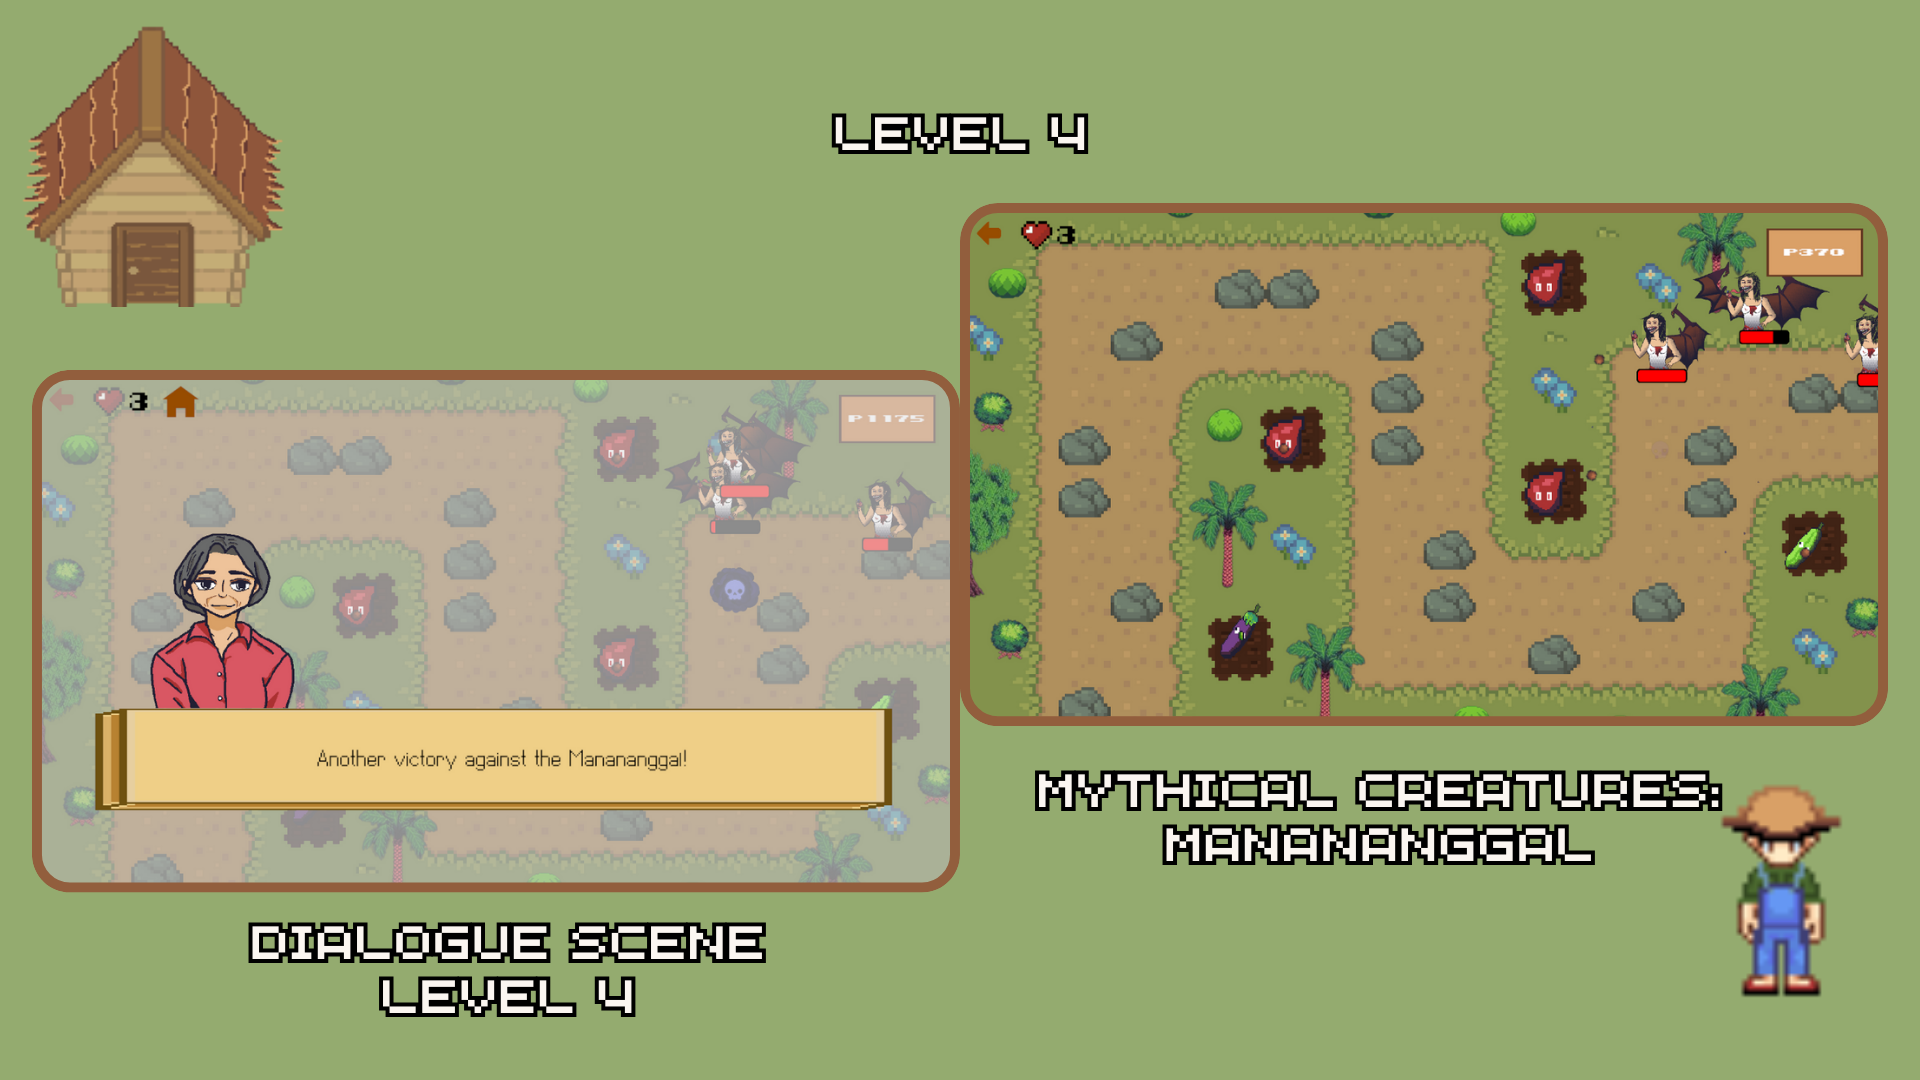 LEVEL 4
3
P1175
Another victory against the Manananggal!
DIALOGUE SCENE
LEVEL 4
3
P370
MYTHICAL CREATURES:
MANANANGGAL